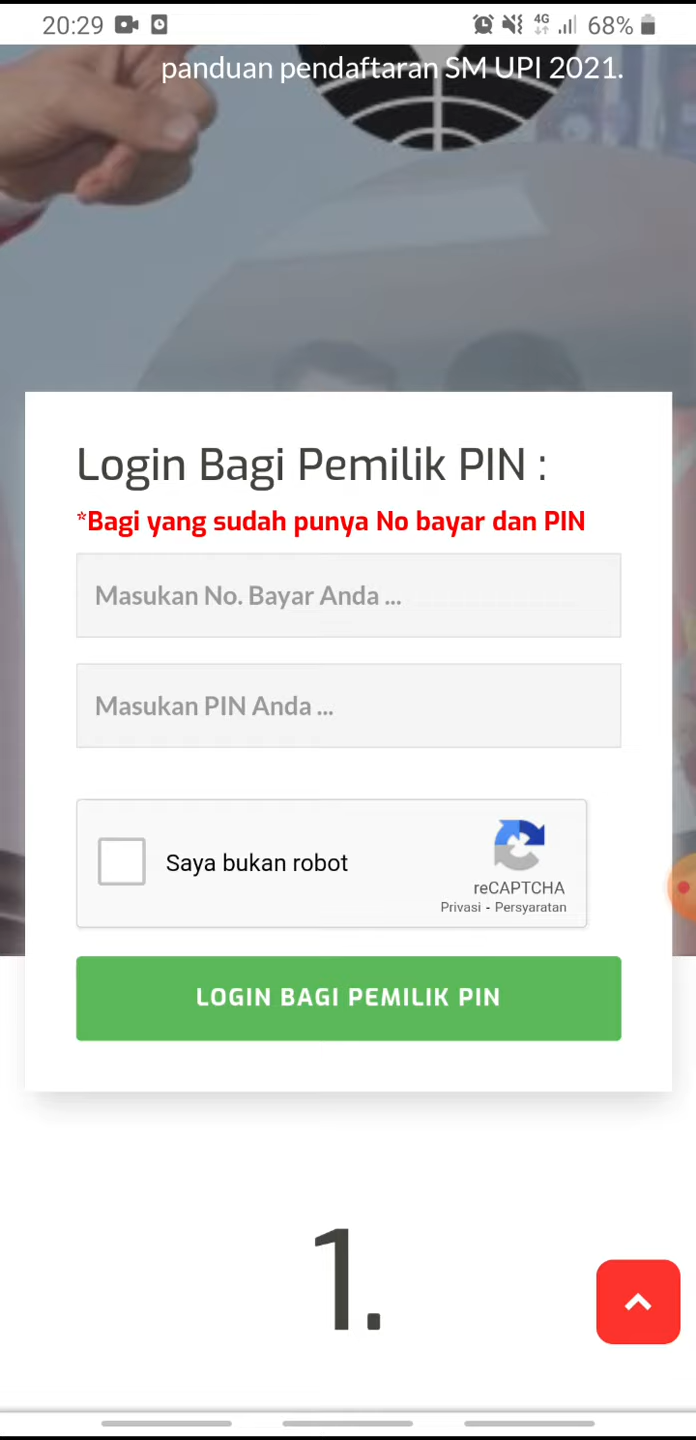 20:29 4G 68%
panduan pendaftaran SM UPI 2021.
Login Bagi Pemilik PIN :
*Bagi yang sudah punya No bayar dan PIN
Masukan No. Bayar Anda ...
Masukan PIN Anda ...
Saya bukan robot
reCAPTCHA
Privasi - Persyaratan
LOGIN BAGI PEMILIK PIN
1.